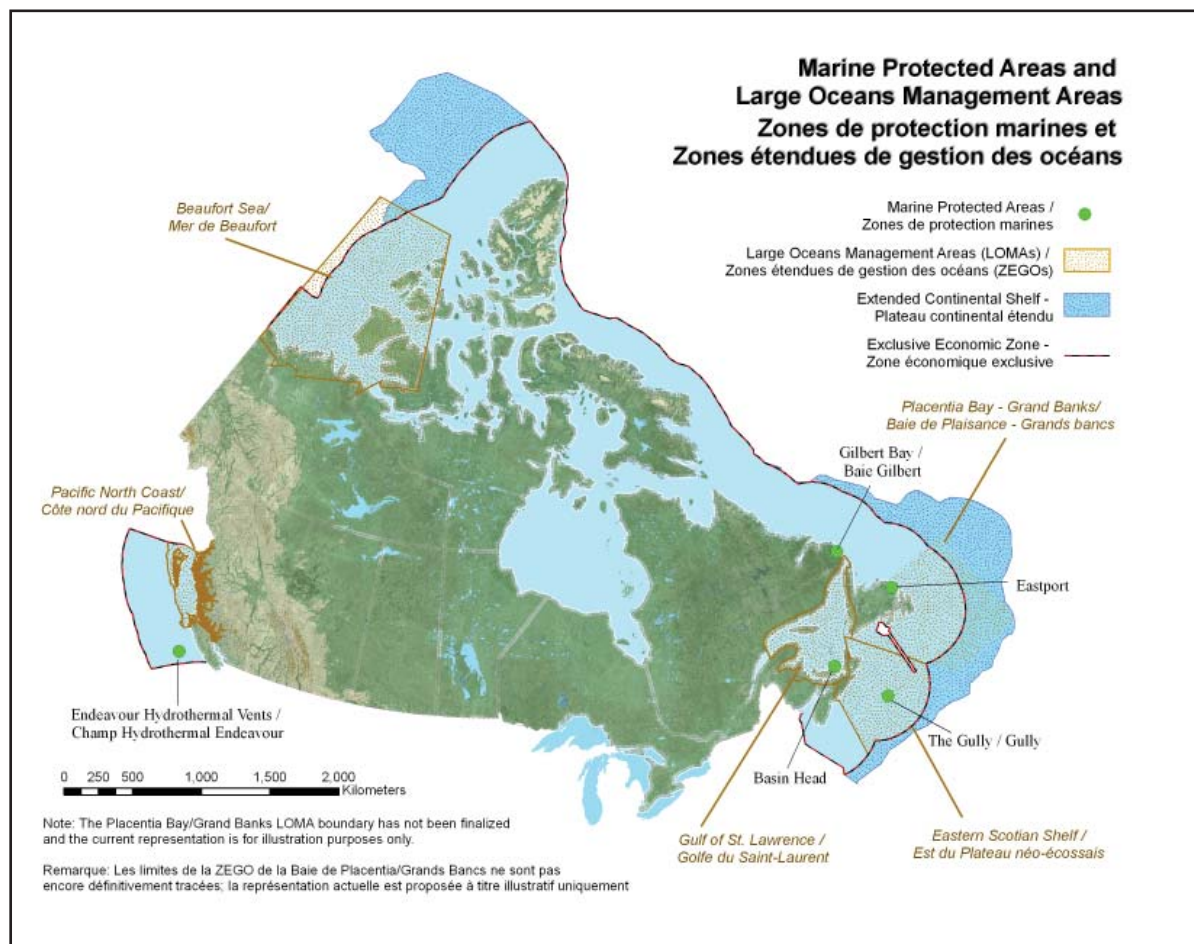 Marine Protected Areas and
Large Oceans Management Areas
Zones de protection marines et
Zones étendues de gestion des océans
Marine Protected Areas /
Zones de protection marines
Large Oceans Management Areas (LOMAs) /
Zones étendues de gestion des océans (ZEGOs)
Extended Continental Shelf -
Plateau continental étendu
Exclusive Economic Zone -
Zone économique exclusive
Beaufort Sea/
Mer de Beaufort
Placentia Bay - Grand Banks/
Baie de Plaisance - Grands bancs
Gilbert Bay /
Baie Gilbert
Pacific North Coast/
Côte nord du Pacifique
Eastport
Endeavour Hydrothermal Vents /
Champ Hydrothermal Endeavour
The Gully / Gully
Basin Head
0 250 500 1,000 1,500 2,000
Kilometers
Gulf of St. Lawrence /
Golfe du Saint-Laurent
Eastern Scotian Shelf /
Est du Plateau néo-écossais
Note: The Placentia Bay/Grand Banks LOMA boundary has not been finalized
and the current representation is for illustration purposes only.
Remarque: Les limites de la ZEGO de la Baie de Placentia/Grands Bancs ne sont pas
encore définitivement tracées; la représentation actuelle est proposée à titre illustratif uniquement